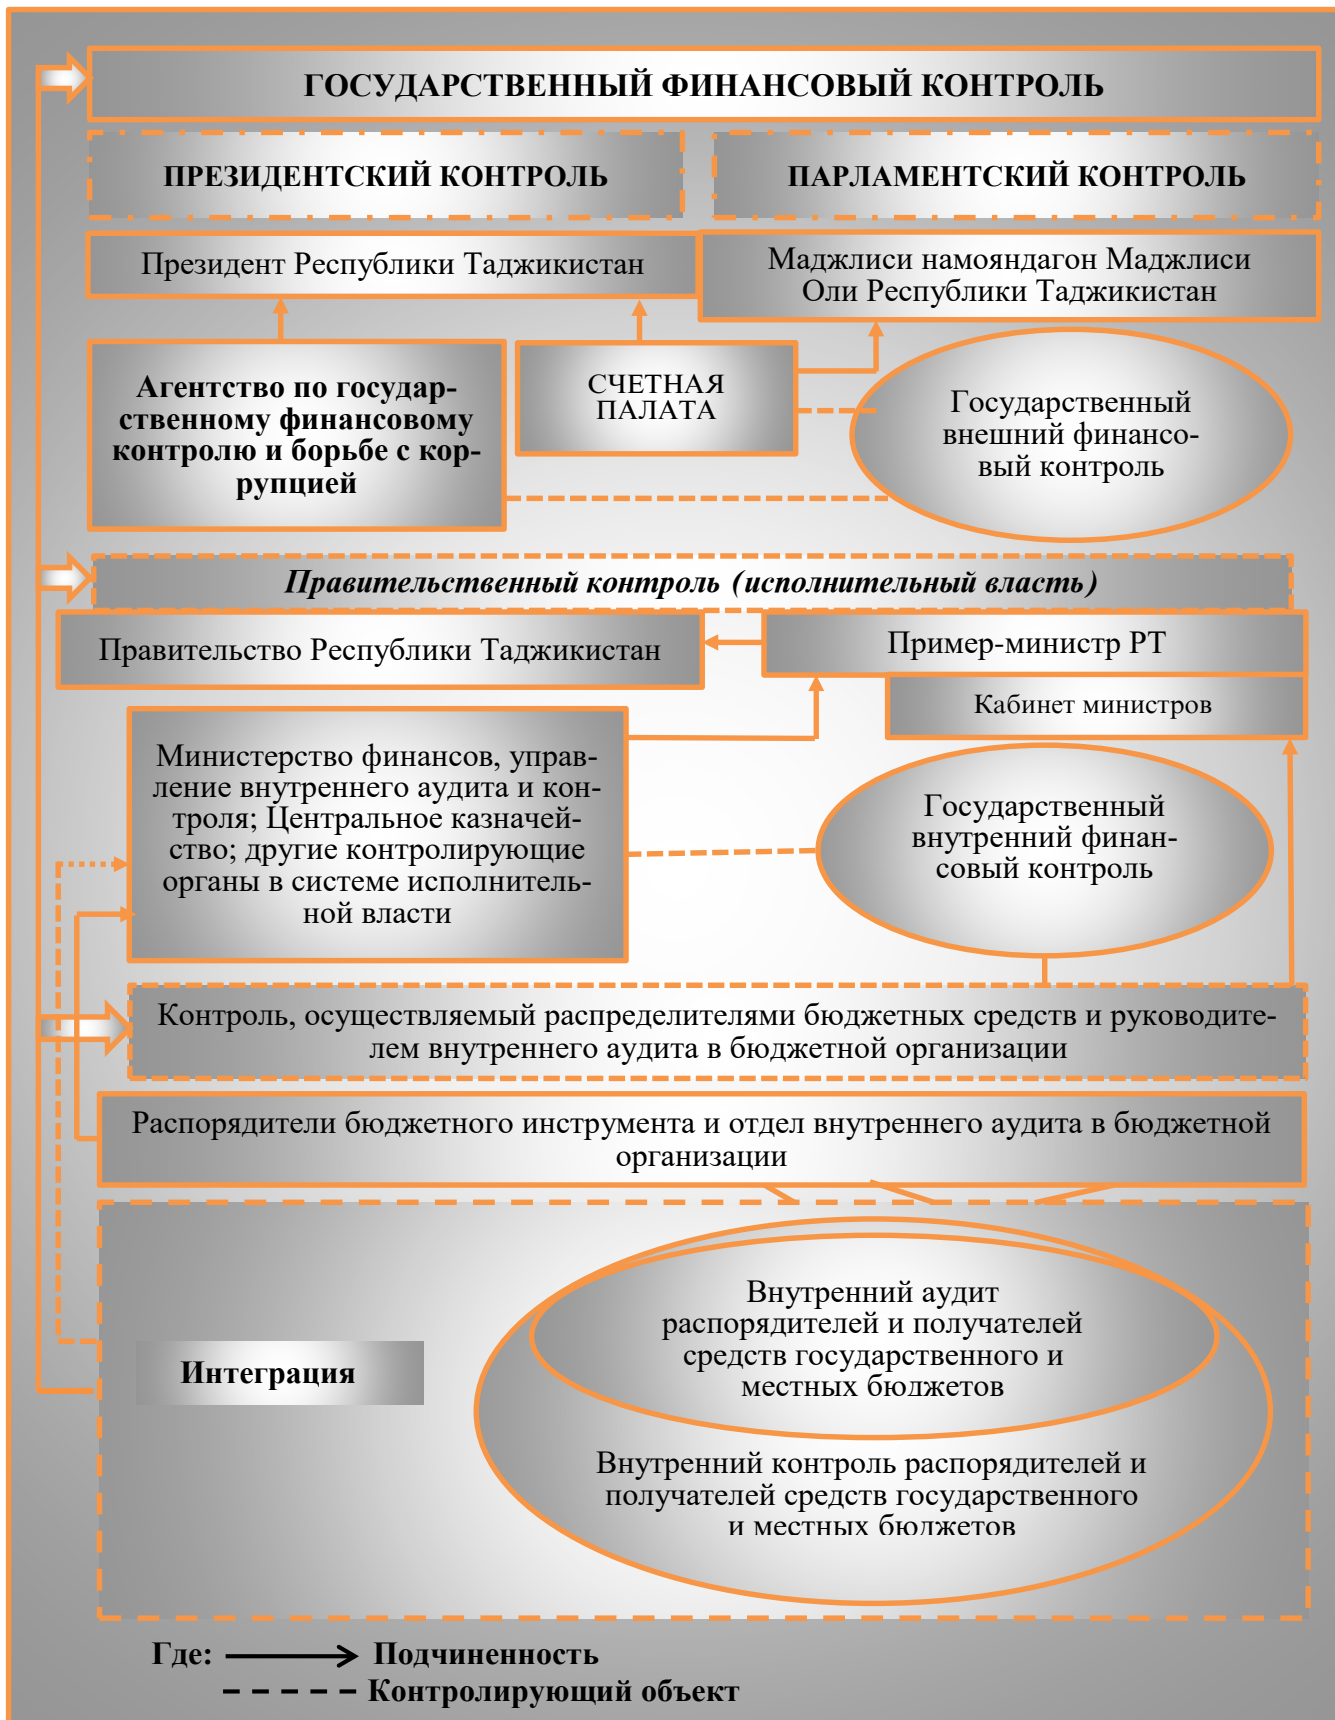 ГОСУДАРСТВЕННЫЙ ФИНАНСОВЫЙ КОНТРОЛЬ
ПРЕЗИДЕНТСКИЙ КОНТРОЛЬ
ПАРЛАМЕНТСКИЙ КОНТРОЛЬ
Президент Республики Таджикистан
Маджлиси намояндагон Маджлиси
Оли Республики Таджикистан
Агентство по государ-
ственному финансовому
контролю и борьбе с кор-
рупцией
СЧЕТНАЯ
ПАЛАТА
Государственный
внешний финансо-
вый контроль
Правительственный контроль (исполнительный власть)
Правительство Республики Таджикистан
Пример-министр РТ
Кабинет министров
Министерство финансов, управ-
ление внутреннего аудита и кон-
троля; Центральное казначей-
ство; другие контролирующие
органы в системе исполнитель-
ной власти
Государственный
внутренний финан-
совый контроль
Контроль, осуществляемый распределителями бюджетных средств и руководите-
лем внутреннего аудита в бюджетной организации
Распорядители бюджетного инструмента и отдел внутреннего аудита в бюджетной
организации
Внутренний аудит
распорядителей и получателей
средств государственного и
местных бюджетов
Интеграция
Внутренний контроль распорядителей и
получателей средств государственного
и местных бюджетов
Где: Подчиненность
Контролирующий объект